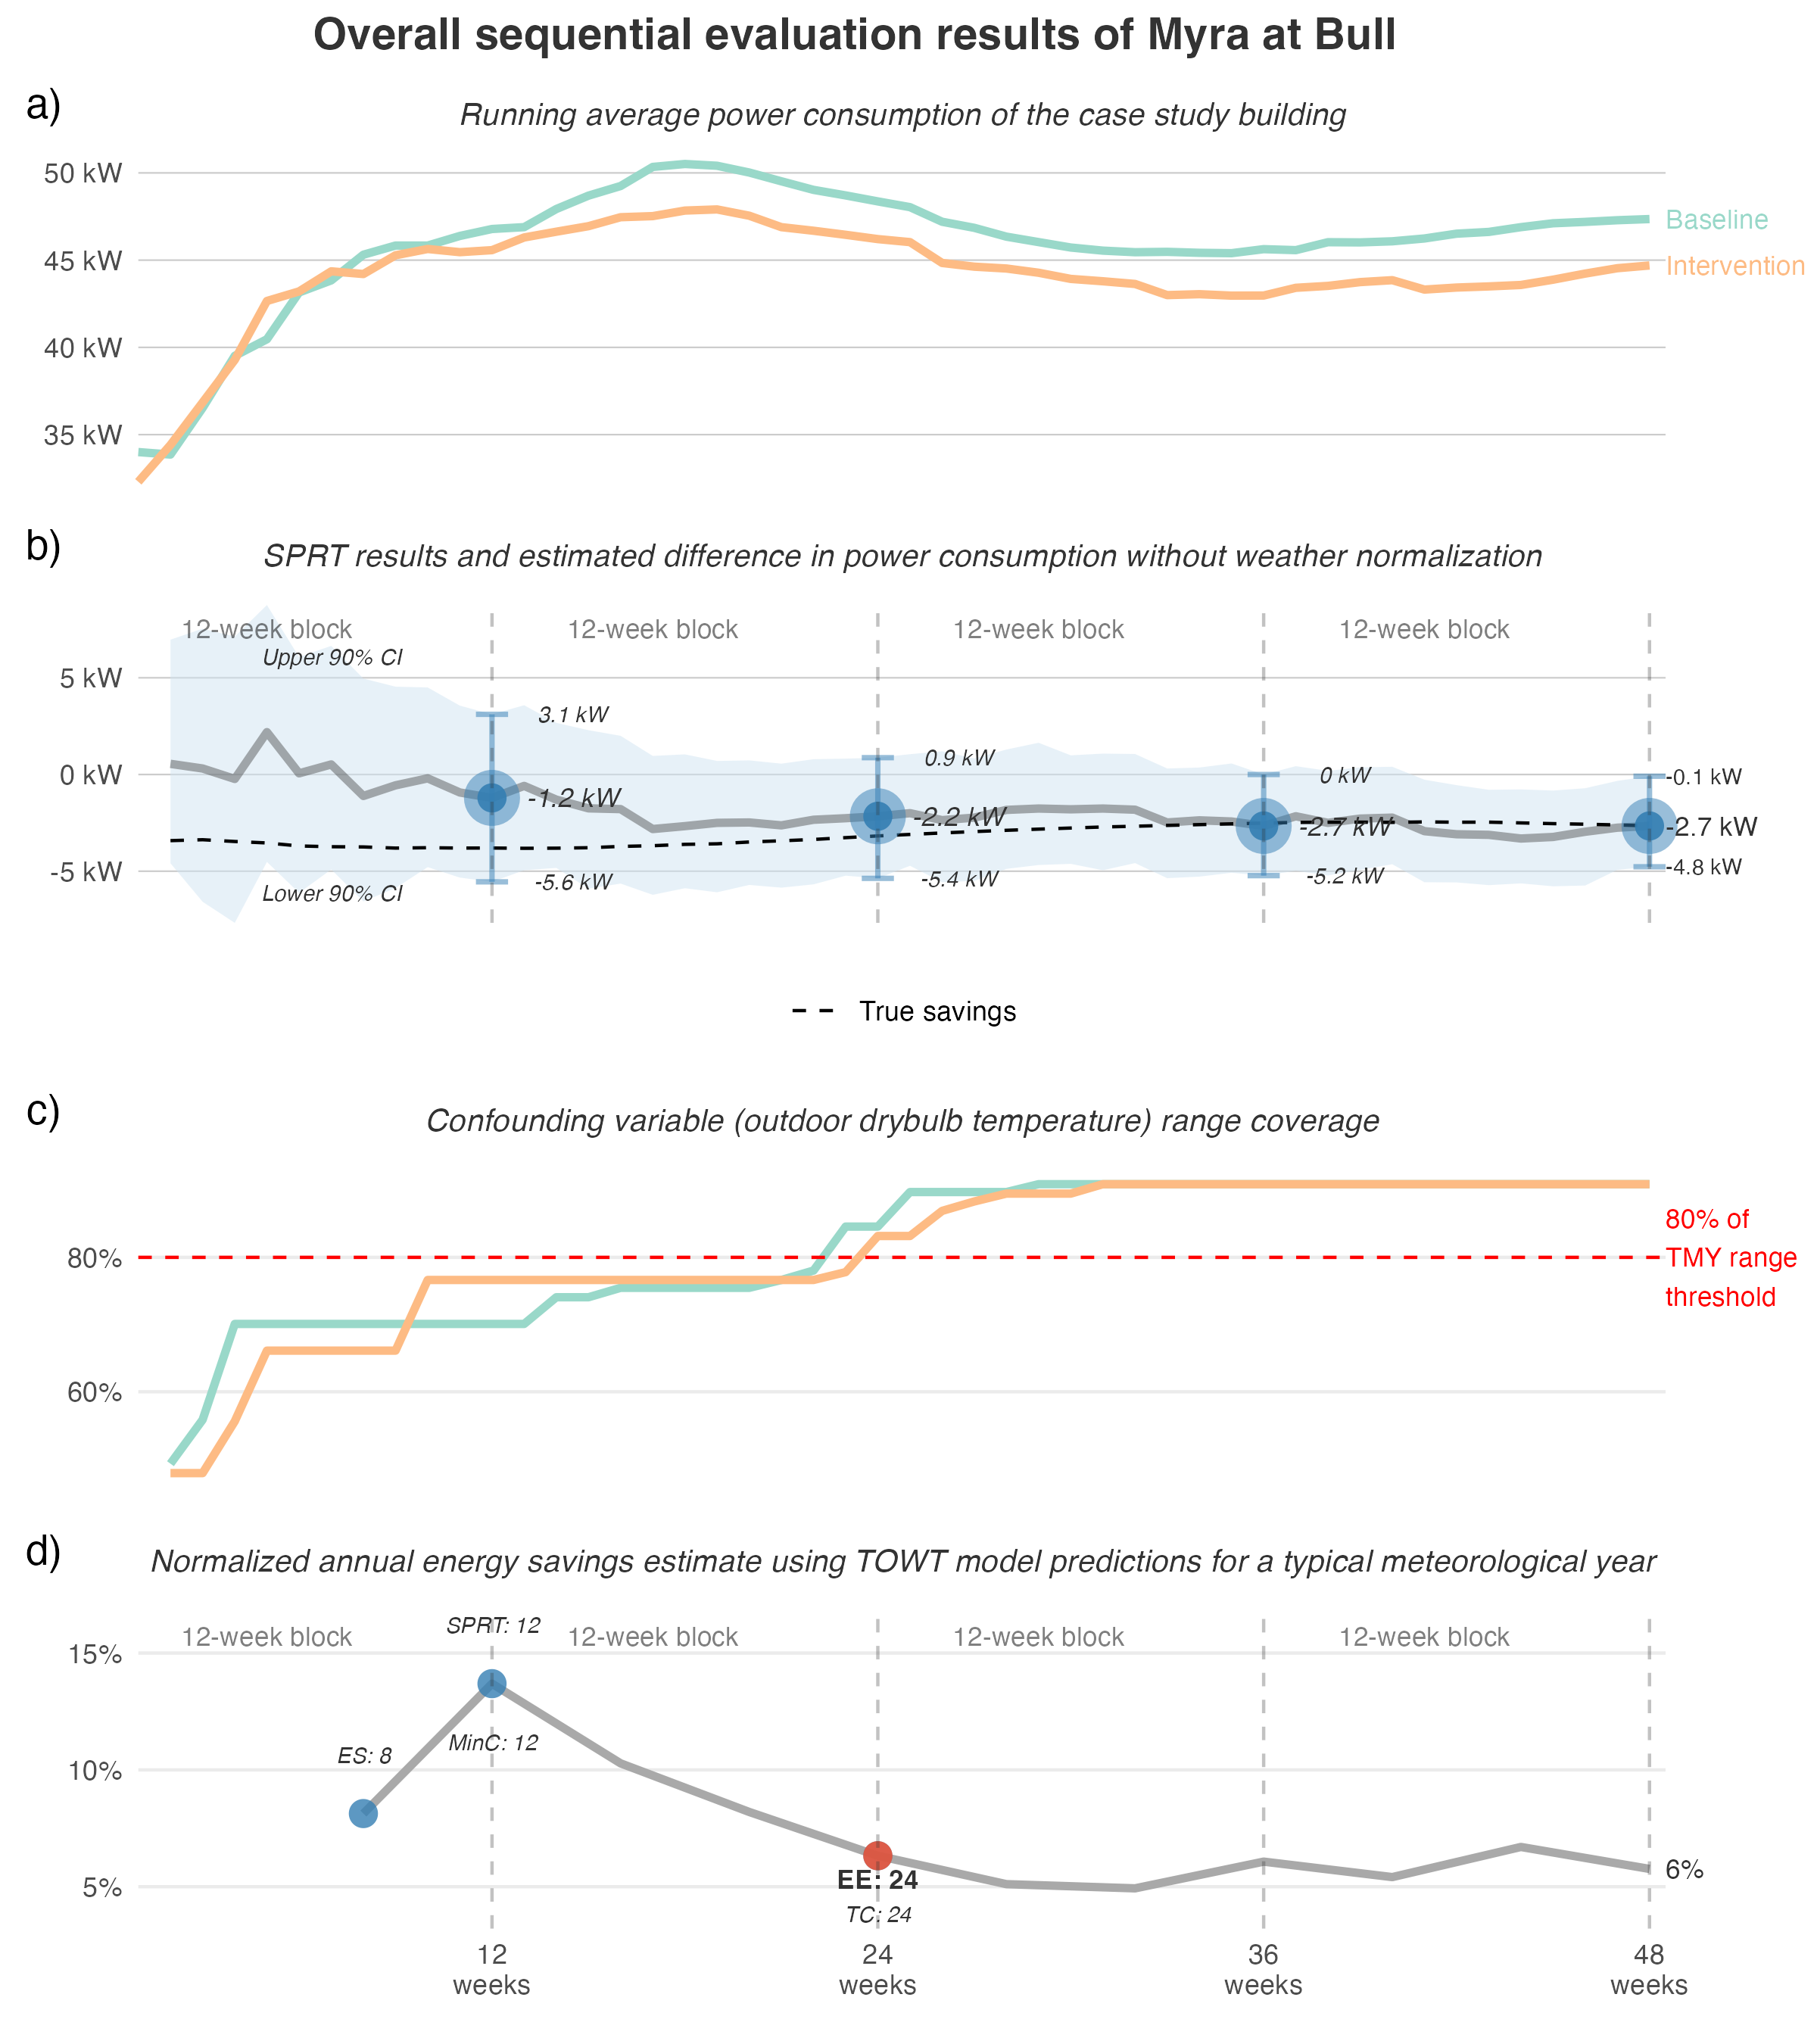 Overall sequential evaluation results of Myra at Bull
a)
Running average power consumption of the case study building
50 kW
45 kW
40 kW
35 kW
Baseline
Intervention
b)
SPRT results and estimated difference in power consumption without weather normalization
12-week block
12-week block
12-week block
12-week block
Upper 90% CI
5 kW
0 kW
-5 kW
3.1 kW
0.9 kW
0 kW
-0.1 kW
-1.2 kW
-2.2 kW
-2.7 kW
-2.7 kW
-5.6 kW
-5.4 kW
-5.2 kW
-4.8 kW
Lower 90% CI
True savings
c)
Confounding variable (outdoor drybulb temperature) range coverage
80%
60%
80% of
TMY range
threshold
d)
Normalized annual energy savings estimate using TOWT model predictions for a typical meteorological year
SPRT: 12
12-week block
12-week block
12-week block
12-week block
15%
10%
5%
ES: 8
MinC: 12
EE: 24
TC: 24
6%
12
weeks
24
weeks
36
weeks
48
weeks